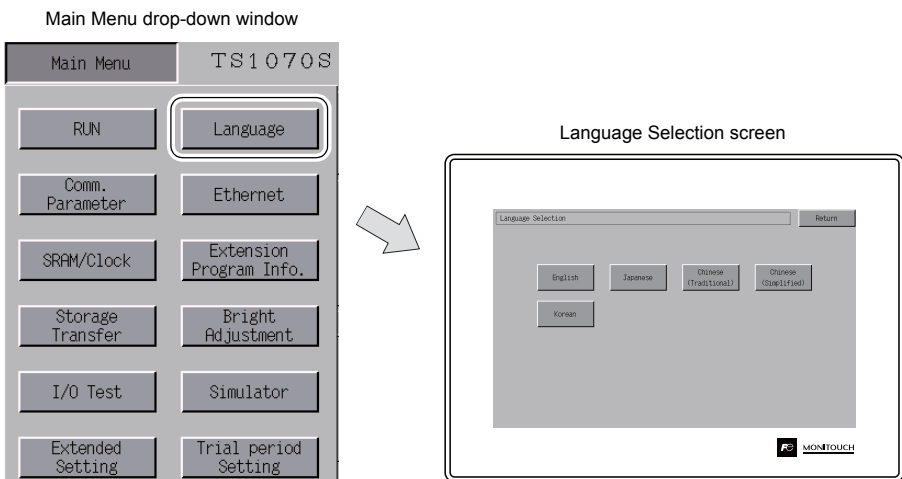 Main Menu drop-down window
Main Menu
TS1070S
RUN
Language
Comm.
Parameter
Ethernet
SRAM/Clock
Extension
Program Info.
Storage
Transfer
Bright
Adjustment
I/O Test
Simulator
Extended
Setting
Trial period
Setting
Language Selection screen
Language Selection
Return
English
Japanese
Chinese
(Traditional)
Chinese
(Simplified)
Korean
Fe MONITOUCH